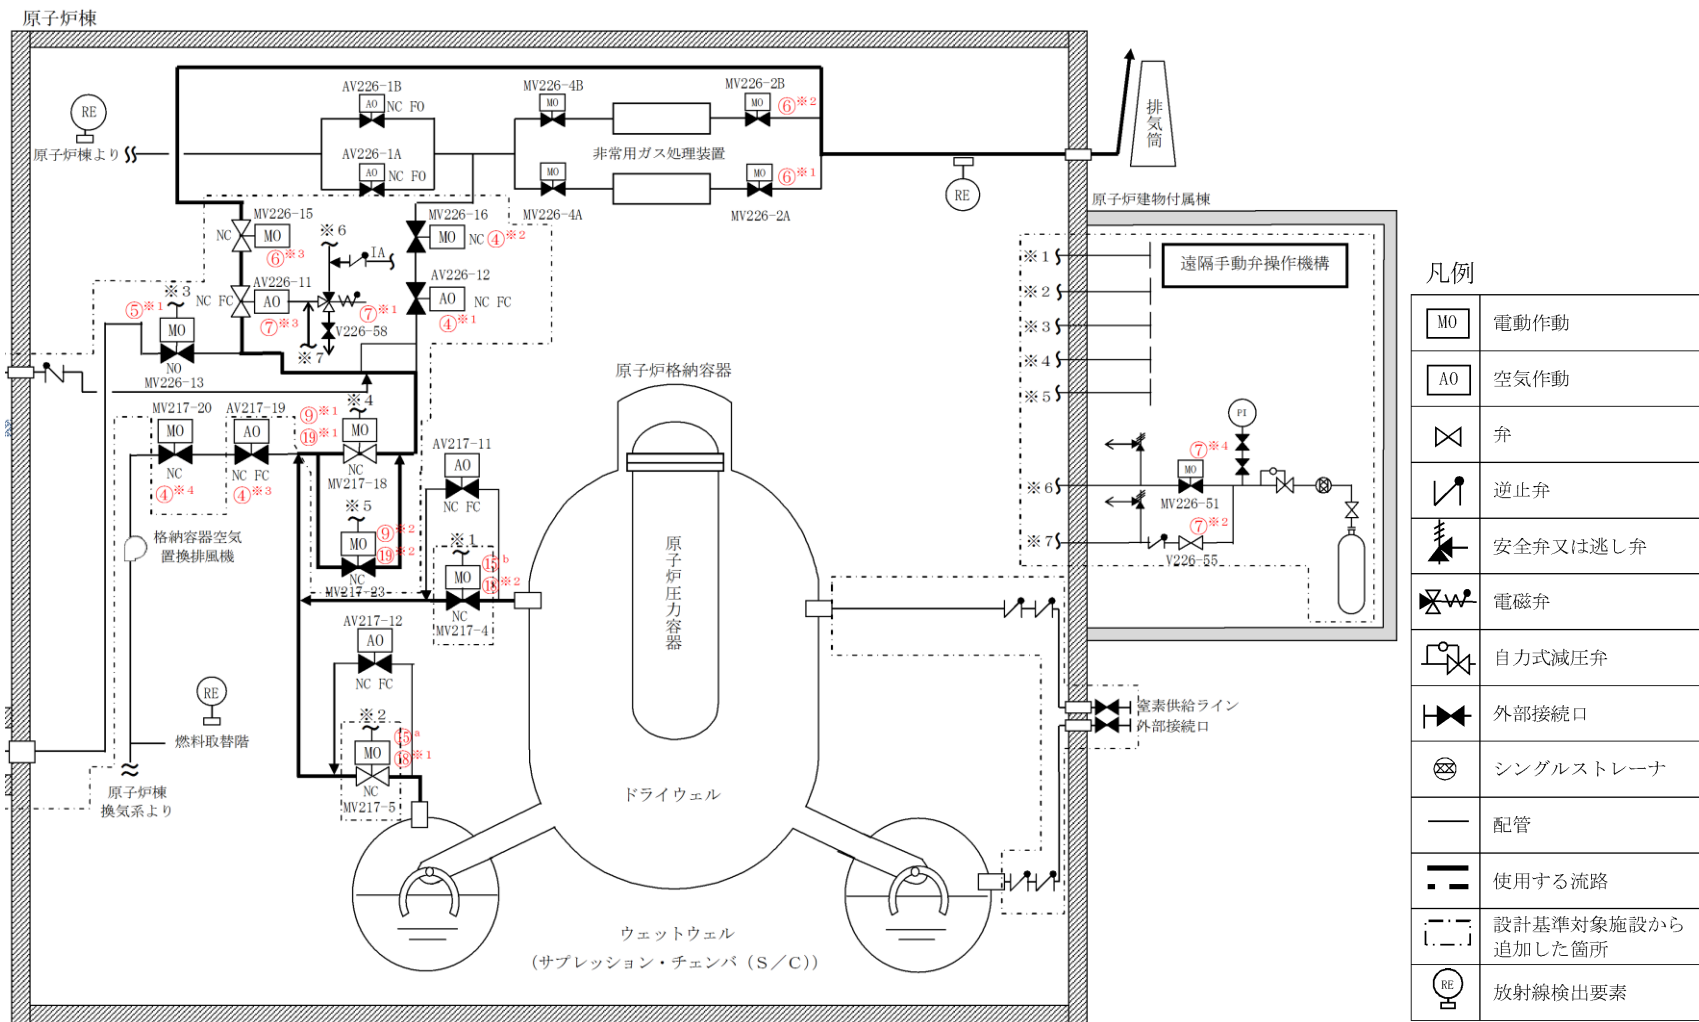 原子炉棟
RE
原子炉棟より
AV226-1B
AO
NC FO
AV226-1A
AO
NC FO
MV226-4B
MO
MV226-2B
MO
⑥※2
非常用ガス処理装置
MO
MV226-4A
MO
⑥※1
MV226-2A
RE
排気筒
MV226-15
NC
MO
⑥※3
※6
IA
MV226-16
MO
NC
④※2
AV226-11
NC FC
AO
⑦※3
⑦※1
V226-58
※7
AV226-12
AO
NC FC
④※1
⑤※1
※3
MO
NO
MV226-13
MV217-20
MO
NC
④※4
AV217-19
AO
NC FC
④※3
⑨※1
⑲※1
※4
MO
NC
MV217-18
※5
MO
⑨※2
⑲※2
NC
MV217-23
AV217-11
AO
NC FC
※1
MO
⑮b
⑱※2
NC
MV217-4
格納容器空気
置換排風機
AV217-12
AO
NC FC
※2
MO
⑮a
⑱※1
NC
MV217-5
RE
燃料取替階
原子炉棟
換気系より
原子炉格納容器
原子炉圧力容器
ドライウェル
ウェットウェル
(サプレッション・チェンバ(S/C))
原子炉建物付属棟
※1
※2
※3
※4
※5
※6
※7
遠隔手動弁操作機構
PI
⑦※4
MO
MV226-51
⑦※2
V226-55
窒素供給ライン
外部接続口
凡例
MO 電動作動
AO 空気作動
弁
逆止弁
安全弁又は逃し弁
電磁弁
自力式減圧弁
外部接続口
シングルストレーナ
配管
使用する流路
設計基準対象施設から
追加した箇所
RE 放射線検出要素